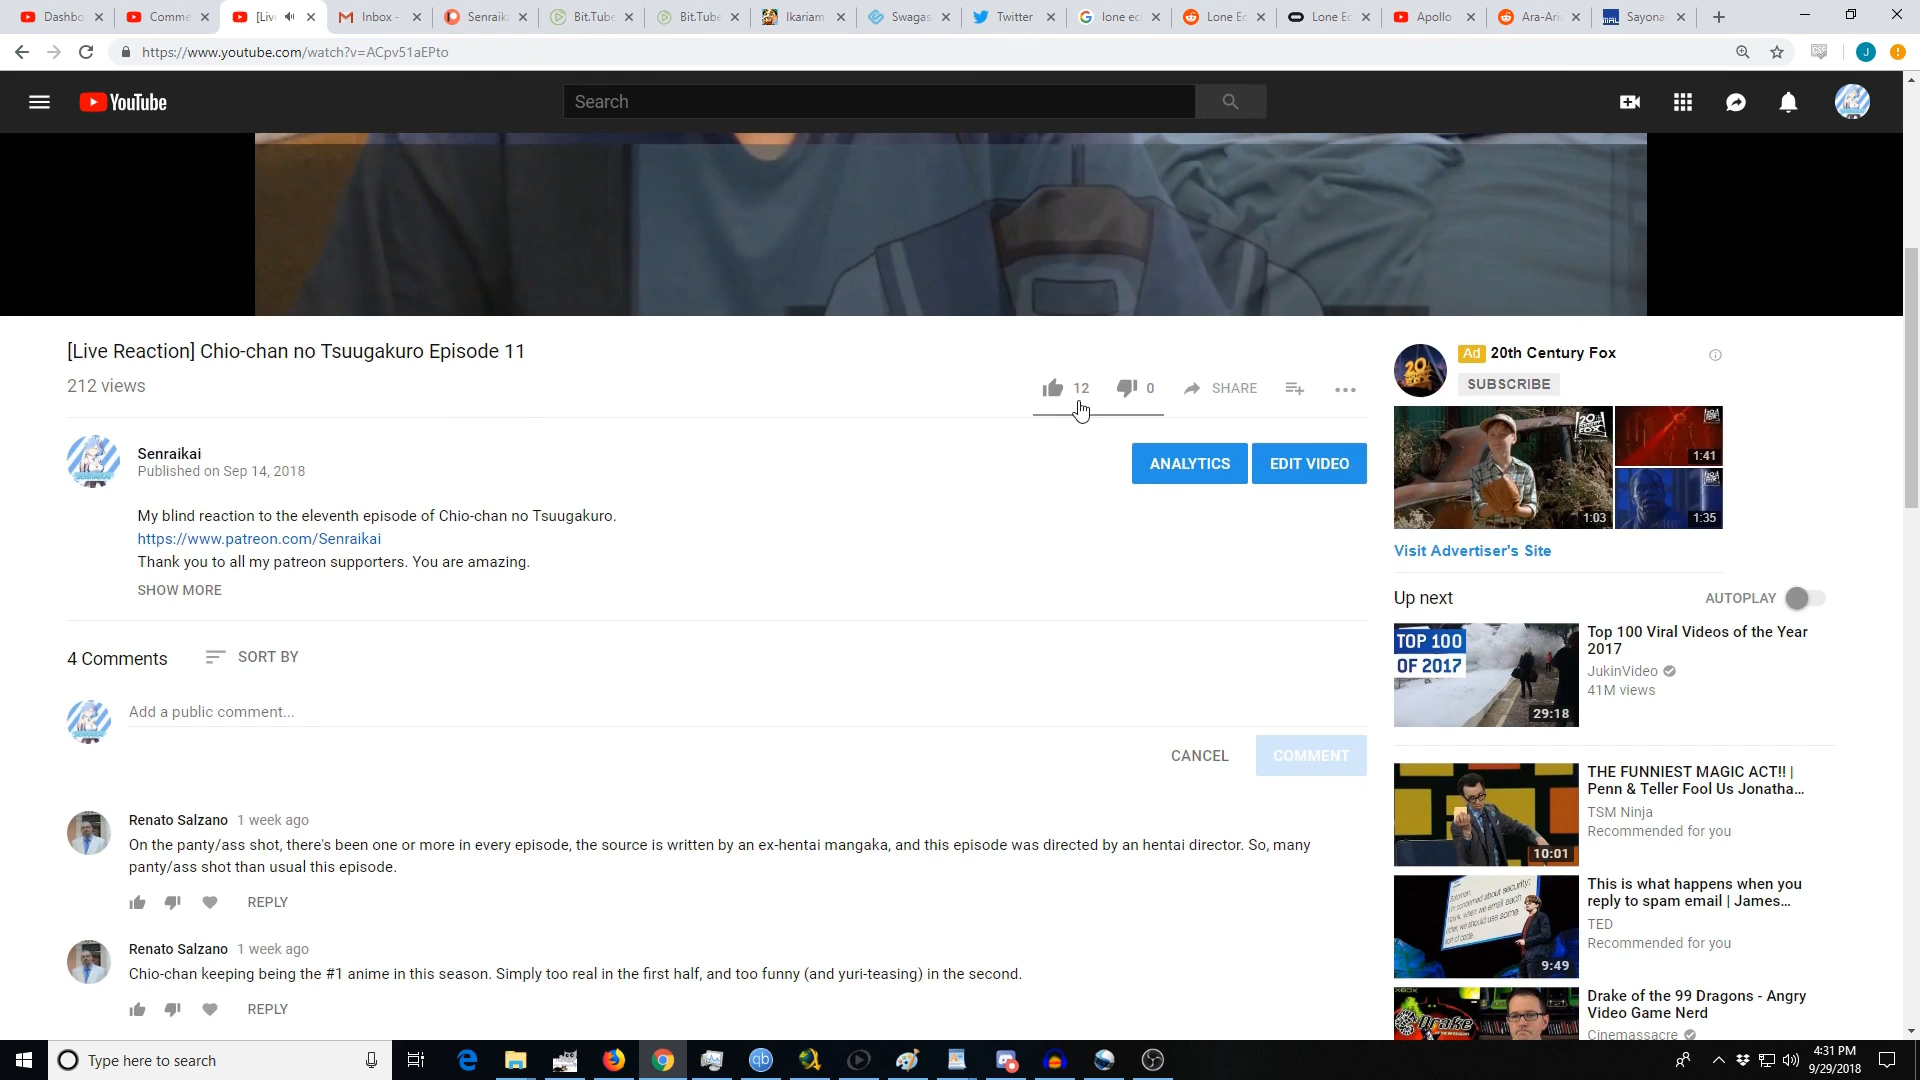 Dashbo
Comme
[Liv
Inbox -
Senraik
Bit.Tube
Bit.Tube
Ikariam
Swagas
Twitter
lone ec
Lone Ec
Lone Ec
Apollo
Ara-Ari
Sayona
https://www.youtube.com/watch?v=ACpv51aEPto
J
YouTube
Search
[Live Reaction] Chio-chan no Tsuugakuro Episode 11
212 views
12
0
SHARE
Senraikai
Published on Sep 14, 2018
ANALYTICS
EDIT VIDEO
My blind reaction to the eleventh episode of Chio-chan no Tsuugakuro.
https://www.patreon.com/Senraikai
Thank you to all my patreon supporters. You are amazing.
SHOW MORE
4 Comments
SORT BY
Add a public comment...
CANCEL
COMMENT
Renato Salzano 1 week ago
On the panty/ass shot, there's been one or more in every episode, the source is written by an ex-hentai mangaka, and this episode was directed by an hentai director. So, many
panty/ass shot than usual this episode.
REPLY
Renato Salzano 1 week ago
Chio-chan keeping being the #1 anime in this season. Simply too real in the first half, and too funny (and yuri-teasing) in the second.
REPLY
Ad 20th Century Fox
SUBSCRIBE
1:03
1:41
1:35
Visit Advertiser's Site
Up next
AUTOPLAY
TOP 100
OF 2017
29:18
Top 100 Viral Videos of the Year
2017
JukinVideo
41M views
10:01
THE FUNNIEST MAGIC ACT!! |
Penn & Teller Fool Us Jonatha...
TSM Ninja
Recommended for you
9:49
This is what happens when you
reply to spam email | James...
TED
Recommended for you
Drake
Drake of the 99 Dragons - Angry
Video Game Nerd
Cinemassacre
Type here to search
qb
4:31 PM
9/29/2018